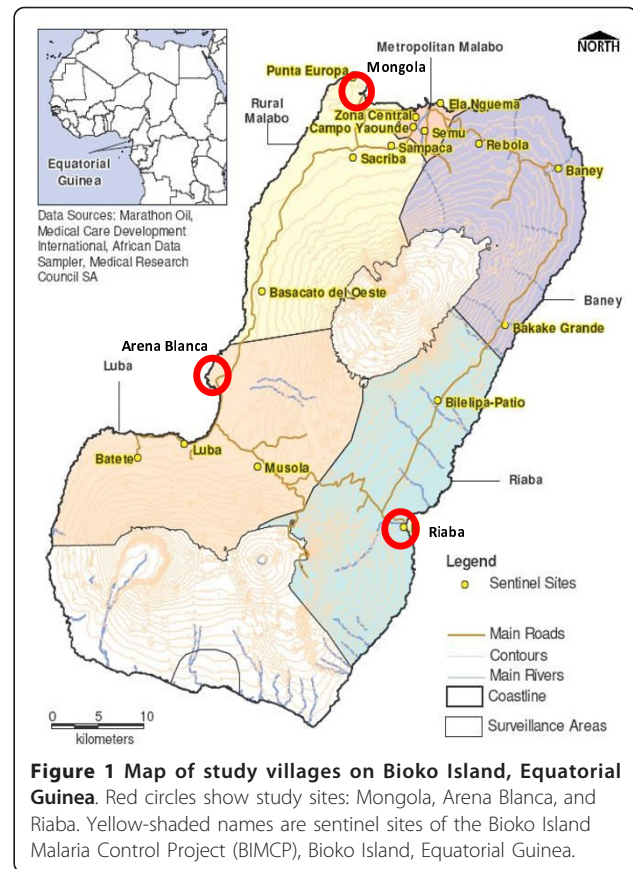 NORTH
Metropolitan Malabo
Mongola
Punta Europa
Rural
Malabo
Ela Nguema
Zona Central
Campo Yaounde
Semu
Sampaca
Rebola
Sacriba
Baney
Equatorial
Guinea
Data Sources: Marathon Oil,
Medical Care Development
International, African Data
Sampler, Medical Research
Council SA
Basacato del Oeste
Baney
Bakake Grande
Arena Blanca
Luba
Bilelipa-Patio
Luba
Batete
Musola
Riaba
Riaba
Legend
Sentinel Sites
Main Roads
Contours
Main Rivers
Coastline
Surveillance Areas
0 5 10
kilometers
Figure 1 Map of study villages on Bioko Island, Equatorial
Guinea. Red circles show study sites: Mongola, Arena Blanca, and
Riaba. Yellow-shaded names are sentinel sites of the Bioko Island
Malaria Control Project (BIMCP), Bioko Island, Equatorial Guinea.